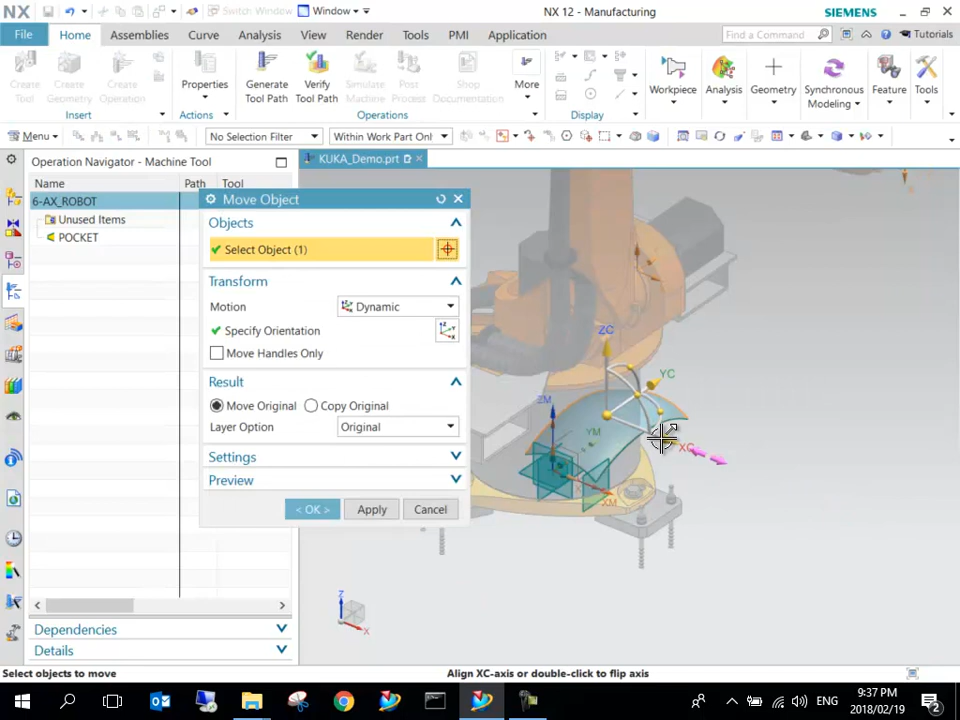 NX
Switch Window
Window
NX 12 - Manufacturing
SIEMENS
File
Home
Assemblies
Curve
Analysis
View
Render
Tools
PMI
Application
Find a Command
Tutorials
Create Tool
Create Geometry
Create Operation
Properties
Generate Tool Path
Verify Tool Path
Simulate Machine
Post Process
Shop Documentation
More
Workpiece
Analysis
Geometry
Synchronous Modeling
Feature
Tools
Insert
Actions
Operations
Display
Menu
No Selection Filter
Within Work Part Onl
Operation Navigator - Machine Tool
KUKA_Demo.prt
Name
Path
Tool
6-AX_ROBOT
Unused Items
POCKET
Move Object
Objects
Select Object (1)
Transform
Motion
Dynamic
Specify Orientation
Move Handles Only
Result
Move Original
Copy Original
Layer Option
Original
Settings
Preview
< OK >
Apply
Cancel
ZC
YC
XC
ZM
YM
XM
Z
X
Dependencies
Details
Select objects to move
Align XC-axis or double-click to flip axis
ENG
9:37 PM
2018/02/19
2